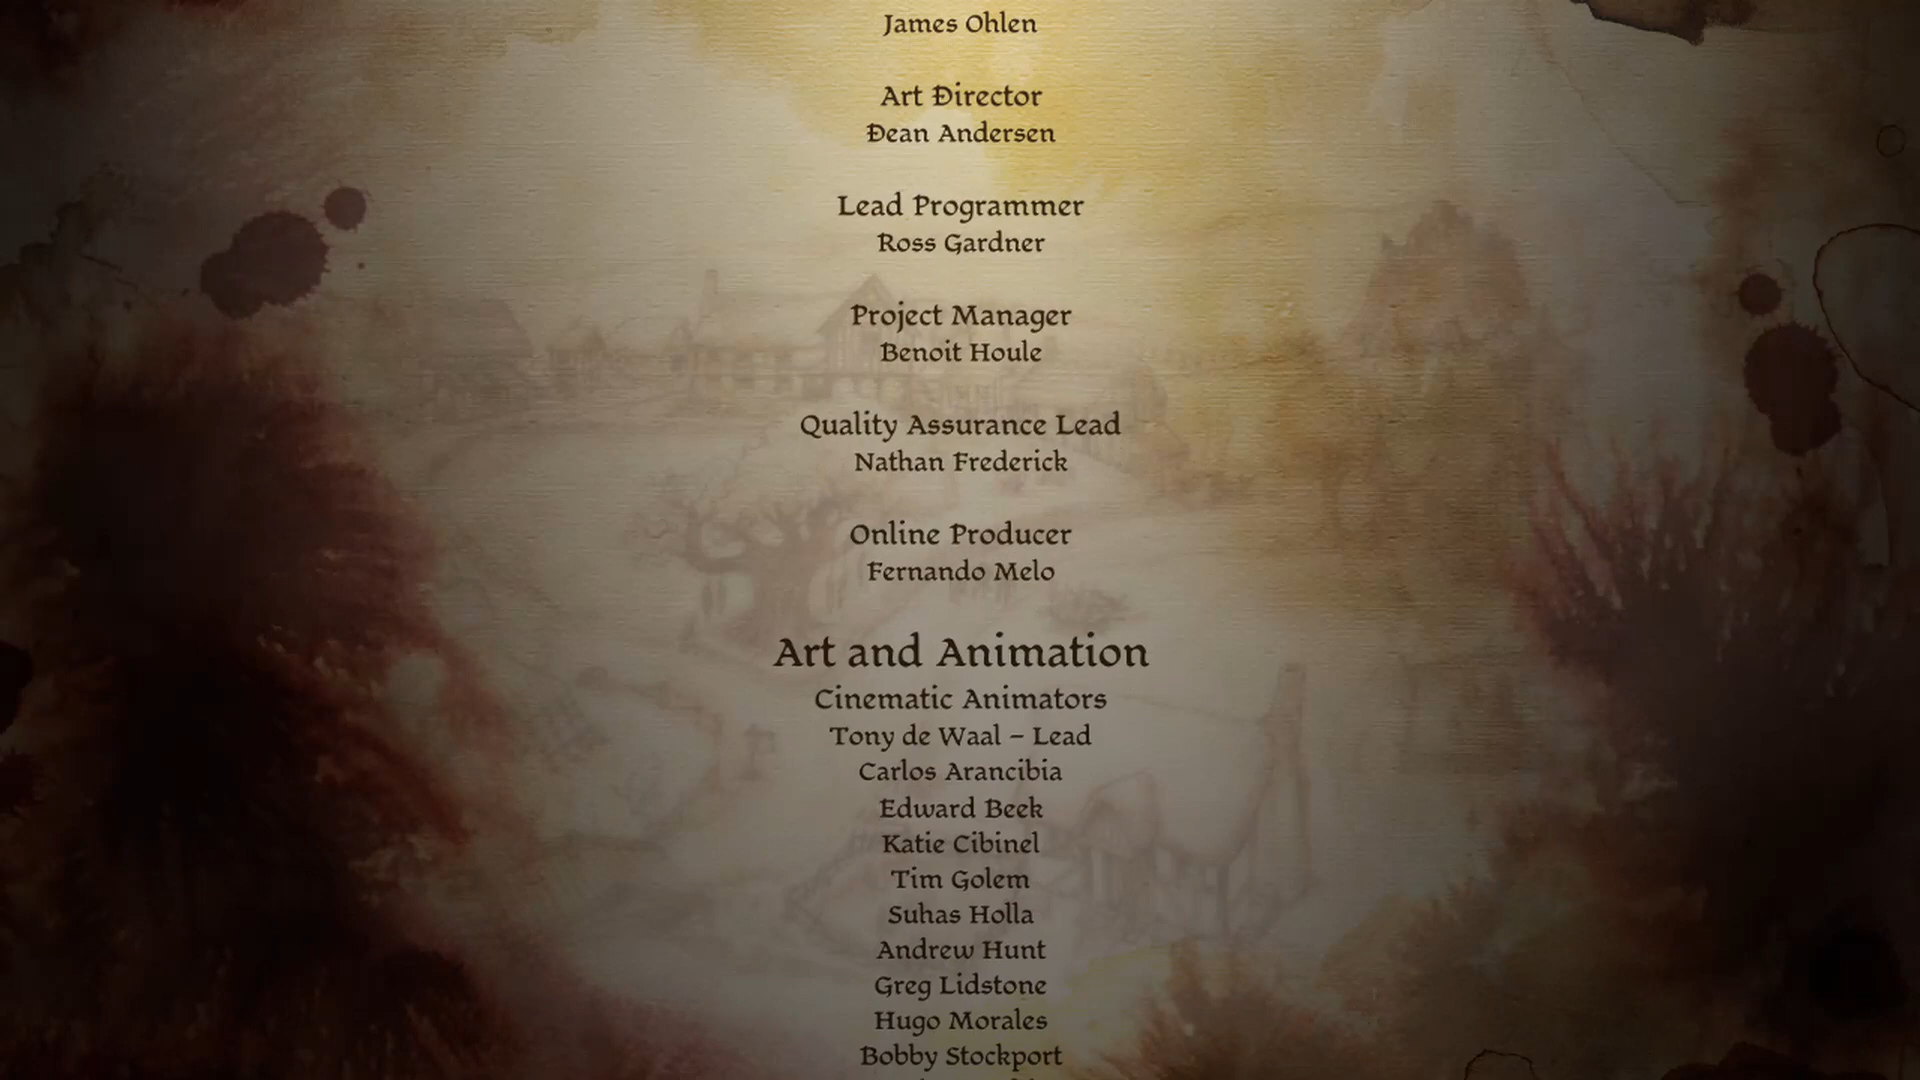 James Ohlen
Art Director
Dean Andersen
Lead Programmer
Ross Gardner
Project Manager
Benoit Houle
Quality Assurance Lead
Nathan Frederick
Online Producer
Fernando Melo
Art and Animation
Cinematic Animators
Tony de Waal – Lead
Carlos Arancibia
Edward Beek
Katie Cibinel
Tim Golem
Suhas Holla
Andrew Hunt
Greg Lidstone
Hugo Morales
Bobby Stockport